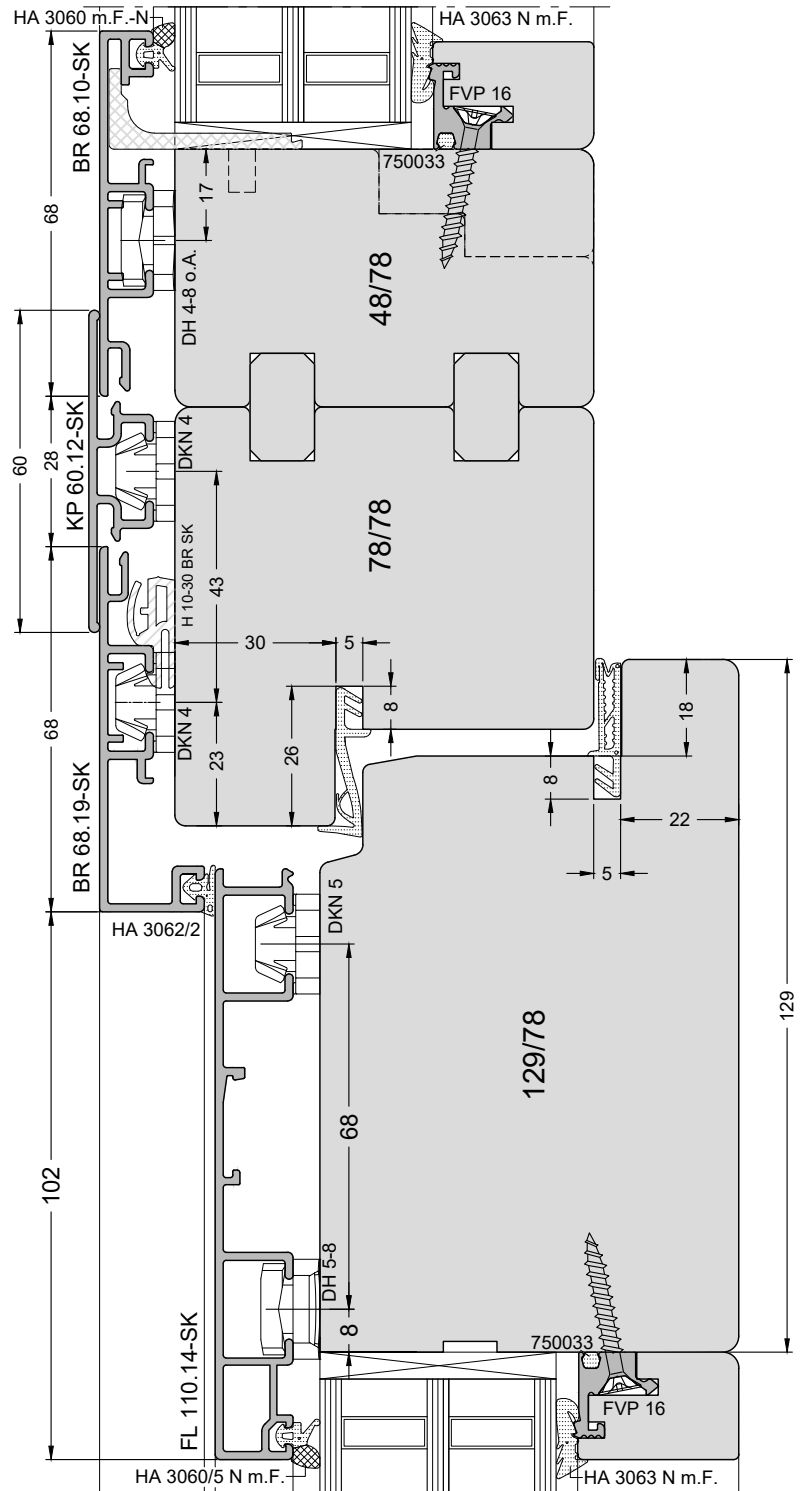 HA 3060 m.F.-N
HA 3063 N m.F.
BR 68.10-SK
FVP 16
750033
17
68
DH 4-8 o.A.
48/78
60
28
KP 60.12-SK
DKN 4
H 10-30 BR SK
43
78/78
30
5
8
68
DKN 4
23
26
18
8
22
5
BR 68.19-SK
HA 3062/2
DKN 5
129/78
129
68
102
DH 5-8
8
FL 110.14-SK
750033
FVP 16
HA 3060/5 N m.F.
HA 3063 N m.F.